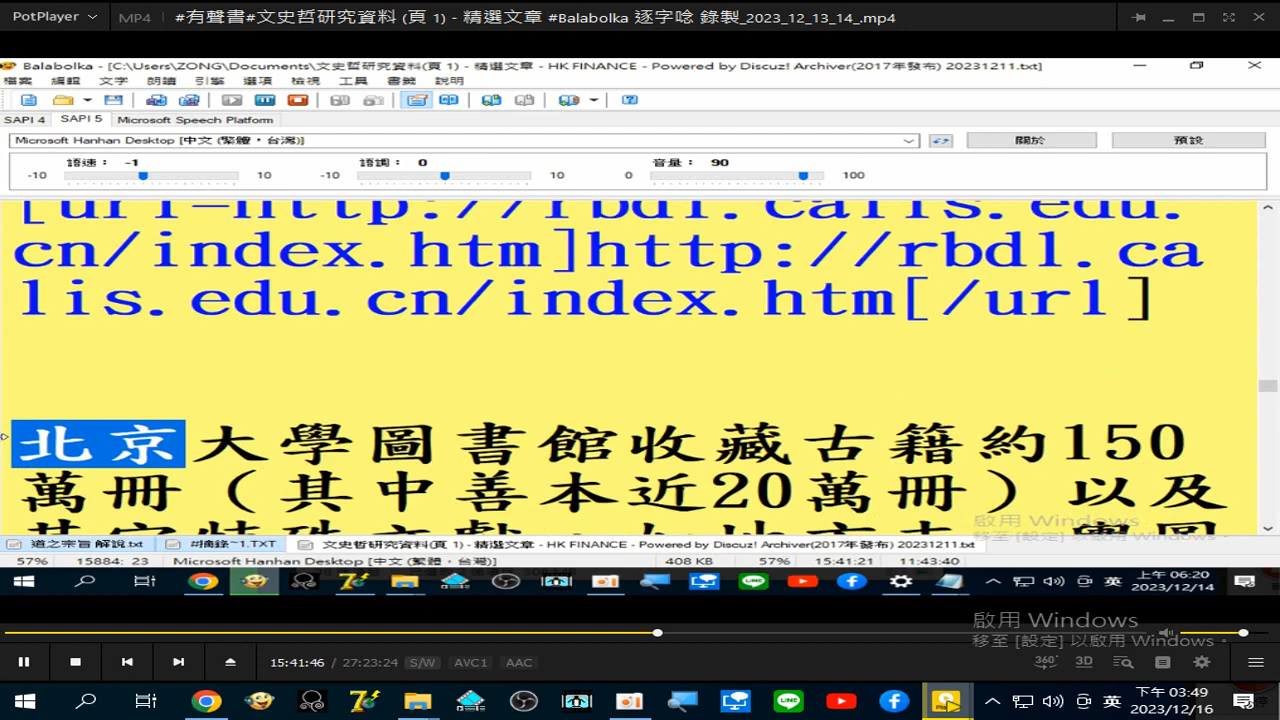 PotPlayer MP4 #有聲書#文史哲研究資料 (頁 1) - 精選文章 #Balabolka 逐字唸 錄製_2023_12_13_14_.mp4
Balabolka - [C:\Users\ZONG\Documents\文史哲研究資料(頁 1) - 精選文章 - HK FINANCE - Powered by Discuz! Archiver(2017年發布) 20231211.txt]
檔案 編輯 文字 朗讀 引擎 選項 檢視 工具 書籤 說明
SAPI 4 SAPI 5 Microsoft Speech Platform
Microsoft Hanhan Desktop [中文 (繁體，台灣)] 關於 預設
語速： -1 語調： 0 音量： 90
-10 10 -10 10 0 100
[url=http://rbdl.calis.edu.
cn/index.htm]http://rbdl.ca
lis.edu.cn/index.htm[/url]
北京大學圖書館收藏古籍約150
萬冊（其中善本近20萬冊）以及
啟用 Windows
移至 [設定] 以啟用 Windows。
道之宗旨 解說.txt #摘錄~1.TXT 文史哲研究資料(頁 1) - 精選文章 - HK FINANCE - Powered by Discuz! Archiver(2017年發布) 20231211.txt
57% 15884: 23 Microsoft Hanhan Desktop [中文 (繁體，台灣)] 408 KB 57% 15:41:21 11:43:40
英 上午 06:20
2023/12/14
啟用 Windows
移至 [設定] 以啟用 Windows。
15:41:46 / 27:23:24 S/W AVC1 AAC 360° 3D
英 下午 03:49
2023/12/16